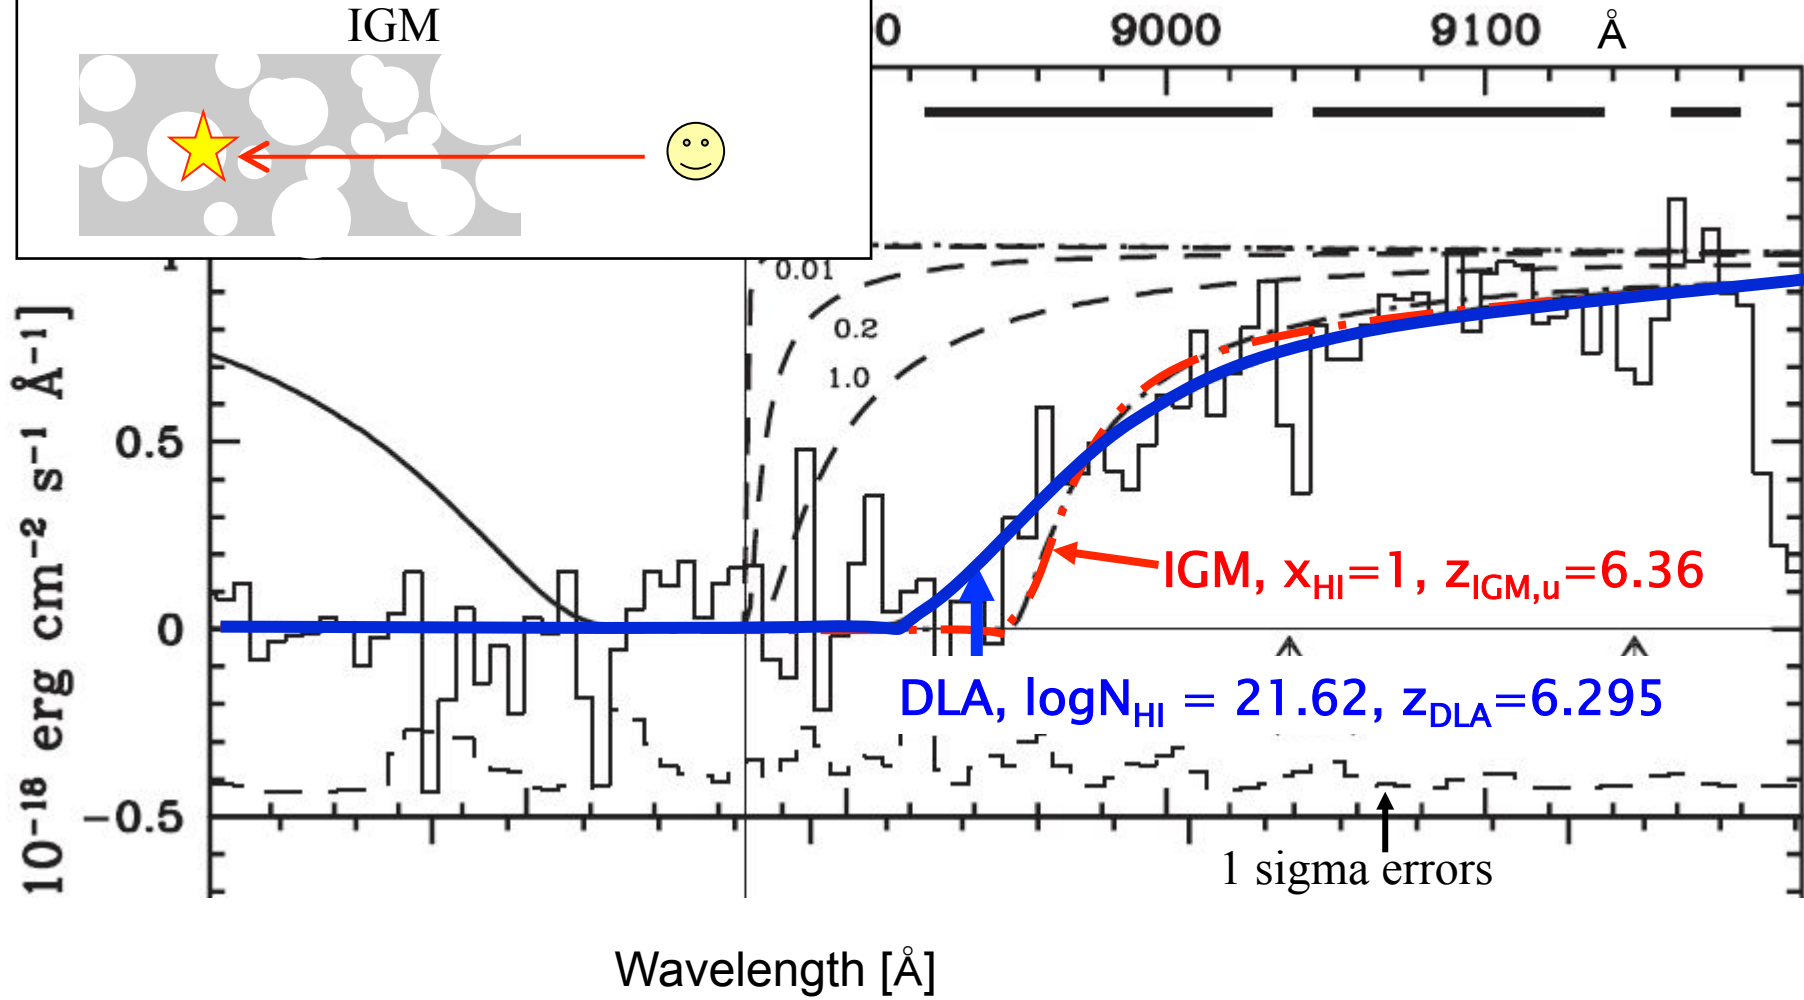 IGM
00 9000 9100 Å
1
0.01
0.2
1.0
0.5
0
−0.5
10⁻¹⁸ erg cm⁻² s⁻¹ Å⁻¹]
IGM, xHI=1, zIGM,u=6.36
DLA, logNHI = 21.62, zDLA=6.295
1 sigma errors
Wavelength [Å]